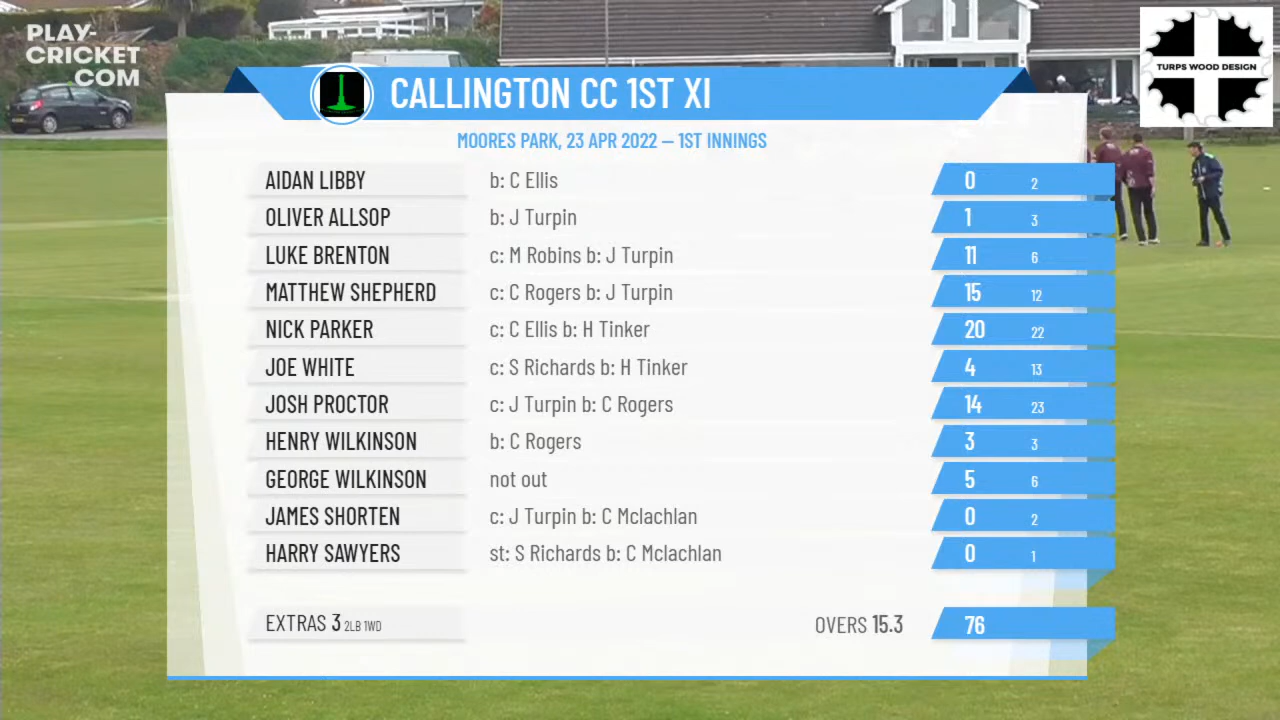 PLAY-
CRICKET
.COM
TURPS WOOD DESIGN
CALLINGTON CC 1ST XI
MOORES PARK, 23 APR 2022 – 1ST INNINGS
AIDAN LIBBY b: C Ellis 0 2
OLIVER ALLSOP b: J Turpin 1 3
LUKE BRENTON c: M Robins b: J Turpin 11 6
MATTHEW SHEPHERD c: C Rogers b: J Turpin 15 12
NICK PARKER c: C Ellis b: H Tinker 20 22
JOE WHITE c: S Richards b: H Tinker 4 13
JOSH PROCTOR c: J Turpin b: C Rogers 14 23
HENRY WILKINSON b: C Rogers 3 3
GEORGE WILKINSON not out 5 6
JAMES SHORTEN c: J Turpin b: C Mclachlan 0 2
HARRY SAWYERS st: S Richards b: C Mclachlan 0 1
EXTRAS 3 2LB 1WD OVERS 15.3 76